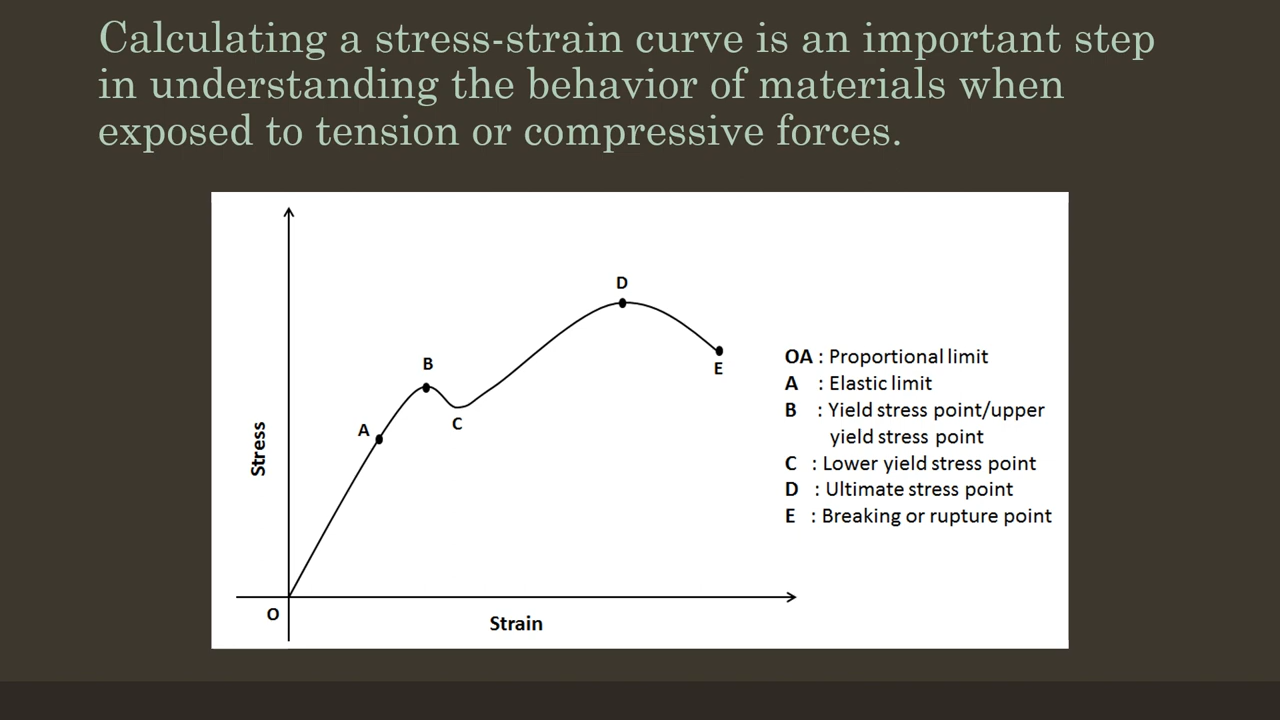 Calculating a stress-strain curve is an important step
in understanding the behavior of materials when
exposed to tension or compressive forces.
D
B
E
A
C
Stress
OA : Proportional limit
A : Elastic limit
B : Yield stress point/upper
yield stress point
C : Lower yield stress point
D : Ultimate stress point
E : Breaking or rupture point
O
Strain